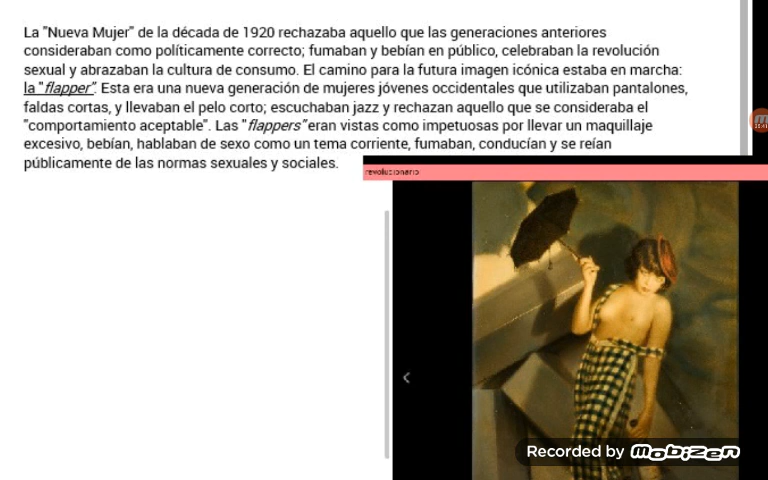 La "Nueva Mujer" de la década de 1920 rechazaba aquello que las generaciones anteriores
consideraban como políticamente correcto; fumaban y bebían en público, celebraban la revolución
sexual y abrazaban la cultura de consumo. El camino para la futura imagen icónica estaba en marcha:
la "flapper". Esta era una nueva generación de mujeres jóvenes occidentales que utilizaban pantalones,
faldas cortas, y llevaban el pelo corto; escuchaban jazz y rechazan aquello que se consideraba el
"comportamiento aceptable". Las "flappers" eran vistas como impetuosas por llevar un maquillaje
excesivo, bebían, hablaban de sexo como un tema corriente, fumaban, conducían y se reían
públicamente de las normas sexuales y sociales.
revolucionario
Recorded by mobizen